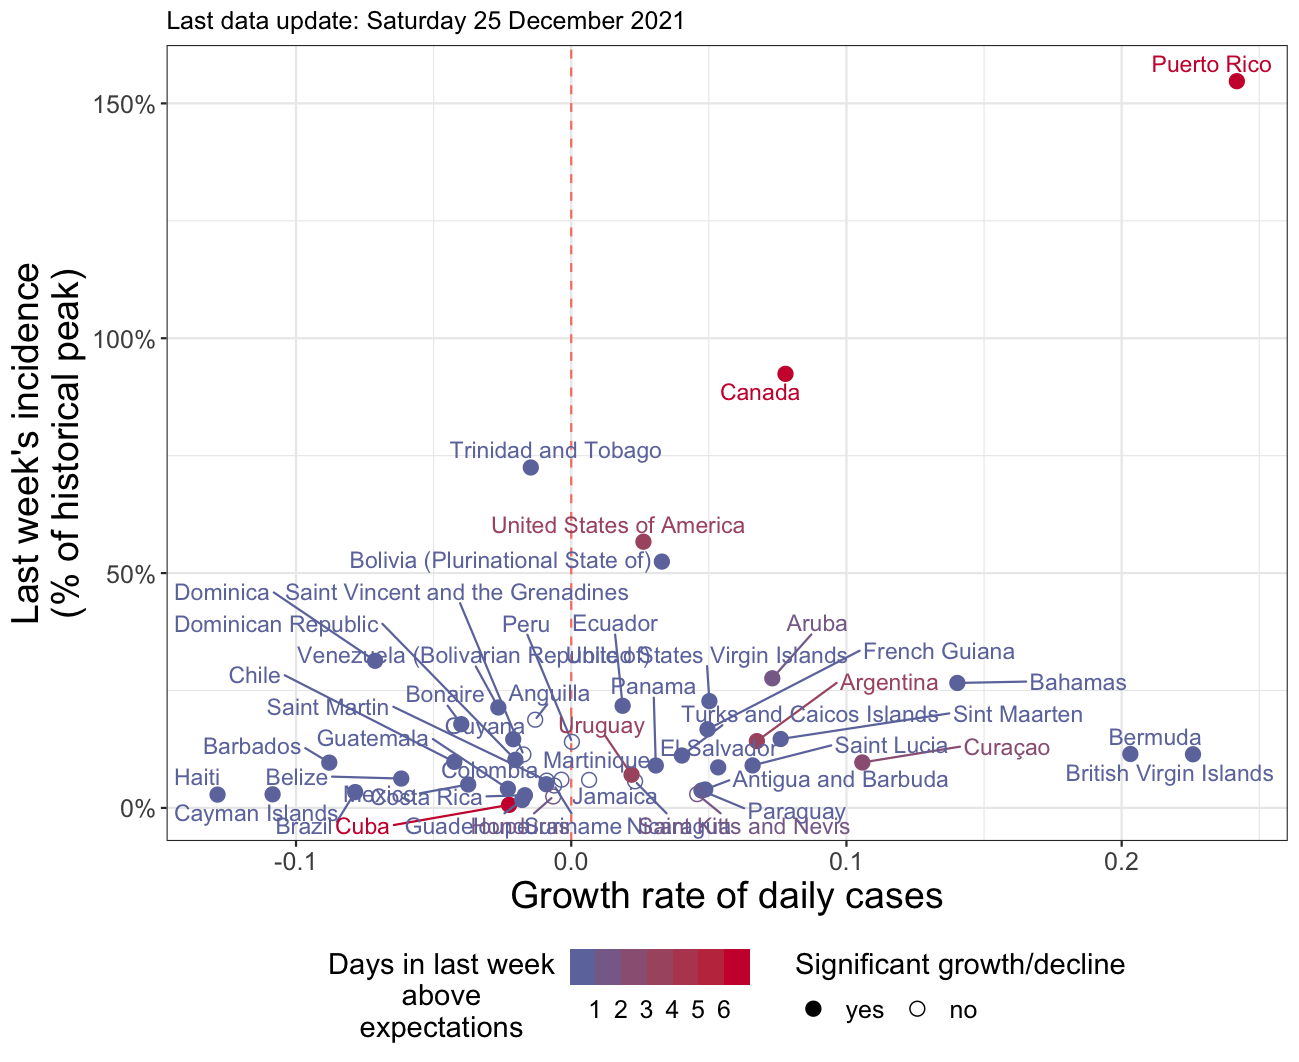 Last data update: Saturday 25 December 2021
Last week's incidence
(% of historical peak)
150%
100%
50%
0%
Puerto Rico
Canada
Trinidad and Tobago
United States of America
Bolivia (Plurinational State of)
Dominica
Saint Vincent and the Grenadines
Dominican Republic
Peru
Ecuador
Aruba
Venezuela (Bolivarian Republic of)
United States Virgin Islands
French Guiana
Chile
Bonaire
Anguilla
Panama
Argentina
Bahamas
Saint Martin
Guyana
Uruguay
Turks and Caicos Islands
Sint Maarten
Barbados
Guatemala
El Salvador
Saint Lucia
Curaçao
Bermuda
Haiti
Belize
Colombia
Martinique
Antigua and Barbuda
British Virgin Islands
Cayman Islands
Mexico
Costa Rica
Jamaica
Paraguay
Brazil
Cuba
Guadeloupe
Honduras
Suriname
Nicaragua
Saint Kitts and Nevis
-0.1
0.0
0.1
0.2
Growth rate of daily cases
Days in last week
above
expectations
1 2 3 4 5 6
Significant growth/decline
yes
no